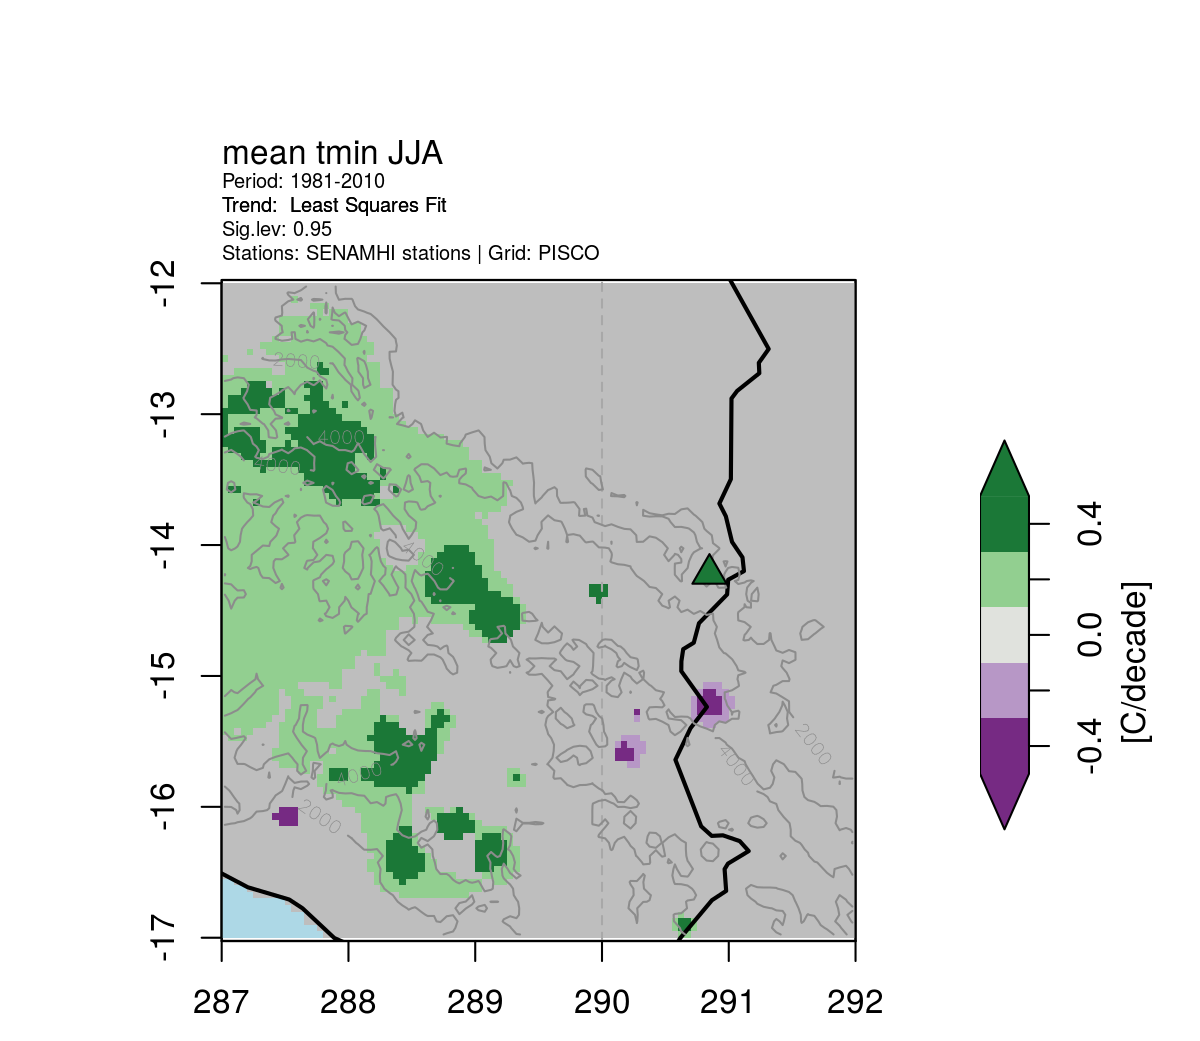 mean tmin JJA
Period: 1981-2010
Trend:  Least Squares Fit
Sig.lev: 0.95
Stations: SENAMHI stations | Grid: PISCO
-12
-13
-14
-15
-16
-17
287 288 289 290 291 292
2000
4000
4000
4000
4000
2000
4000
2000
0.4
0.0
-0.4
[C/decade]